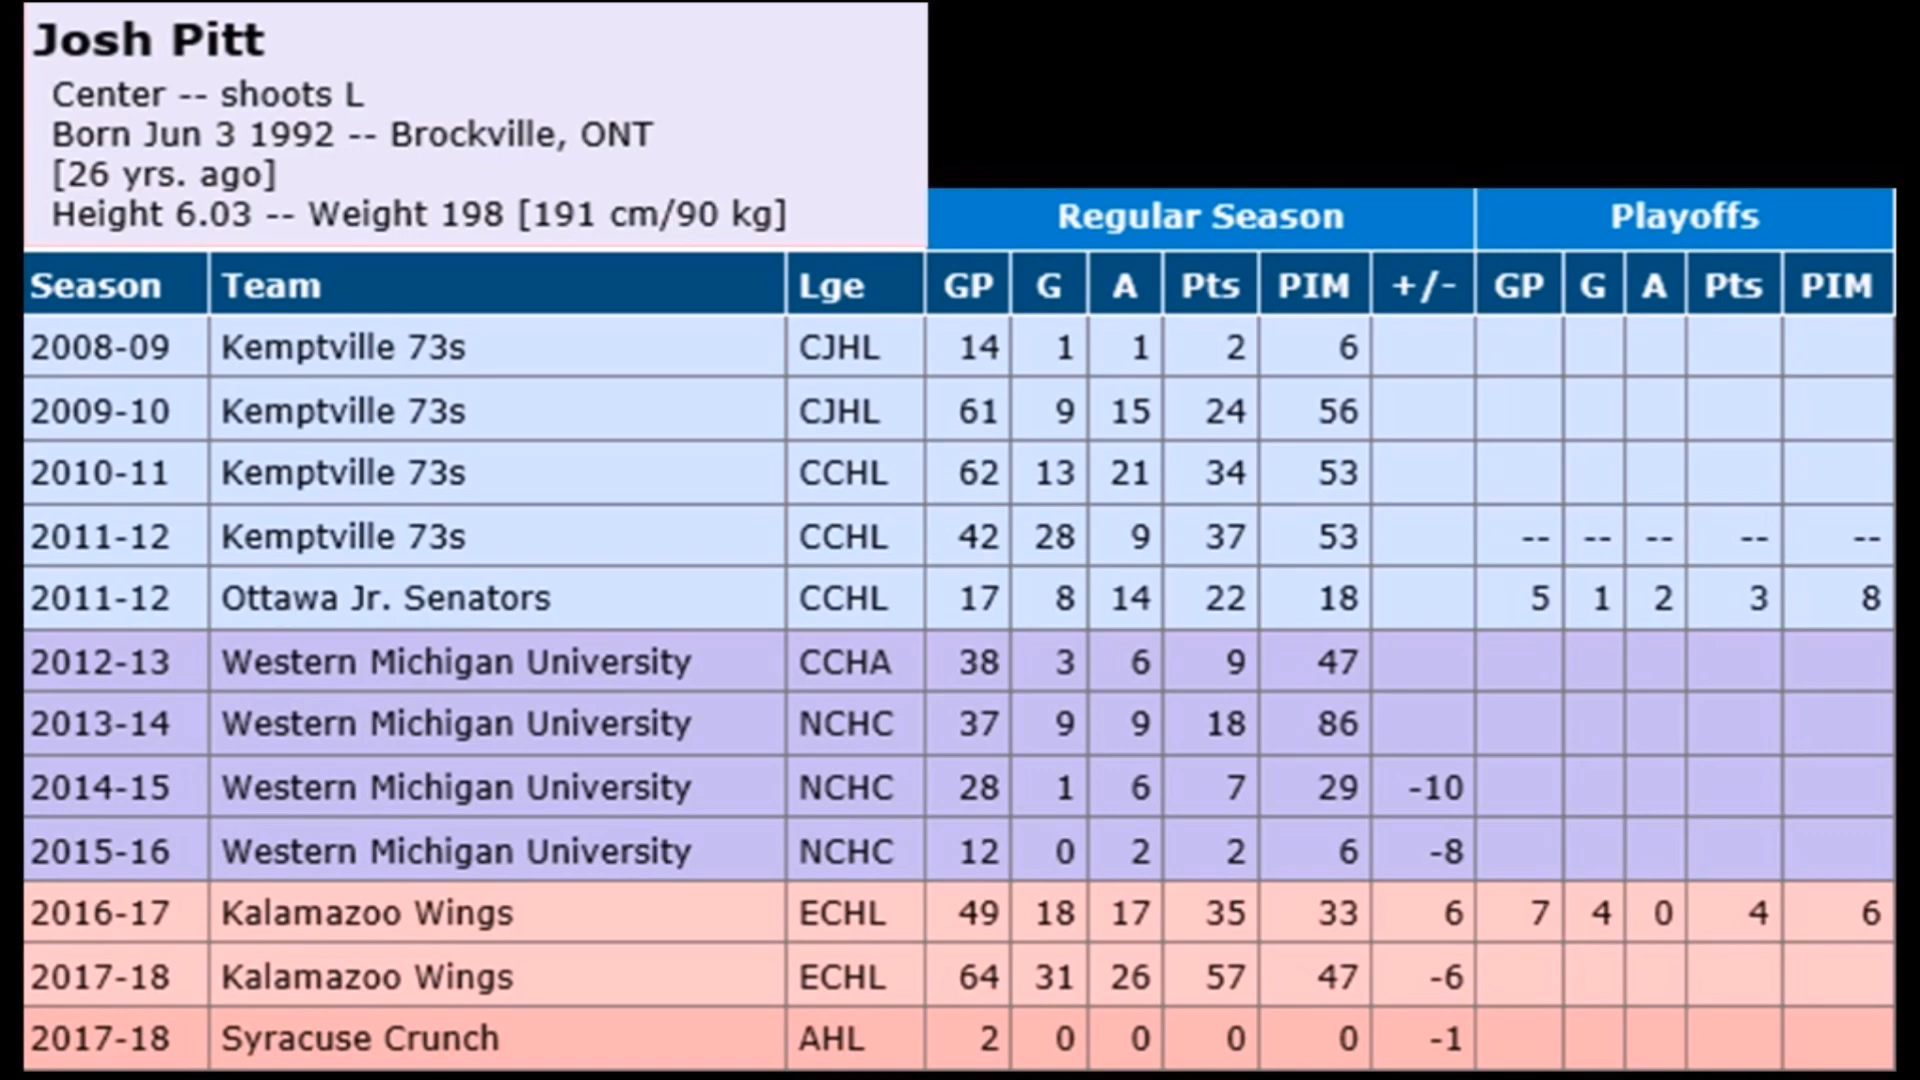 Josh Pitt
Center -- shoots L
Born Jun 3 1992 -- Brockville, ONT
[26 yrs. ago]
Height 6.03 -- Weight 198 [191 cm/90 kg]
Regular Season Playoffs
Season Team Lge GP G A Pts PIM +/- GP G A Pts PIM
2008-09 Kemptville 73s CJHL 14 1 1 2 6
2009-10 Kemptville 73s CJHL 61 9 15 24 56
2010-11 Kemptville 73s CCHL 62 13 21 34 53
2011-12 Kemptville 73s CCHL 42 28 9 37 53 -- -- -- -- --
2011-12 Ottawa Jr. Senators CCHL 17 8 14 22 18 5 1 2 3 8
2012-13 Western Michigan University CCHA 38 3 6 9 47
2013-14 Western Michigan University NCHC 37 9 9 18 86
2014-15 Western Michigan University NCHC 28 1 6 7 29 -10
2015-16 Western Michigan University NCHC 12 0 2 2 6 -8
2016-17 Kalamazoo Wings ECHL 49 18 17 35 33 6 7 4 0 4 6
2017-18 Kalamazoo Wings ECHL 64 31 26 57 47 -6
2017-18 Syracuse Crunch AHL 2 0 0 0 0 -1